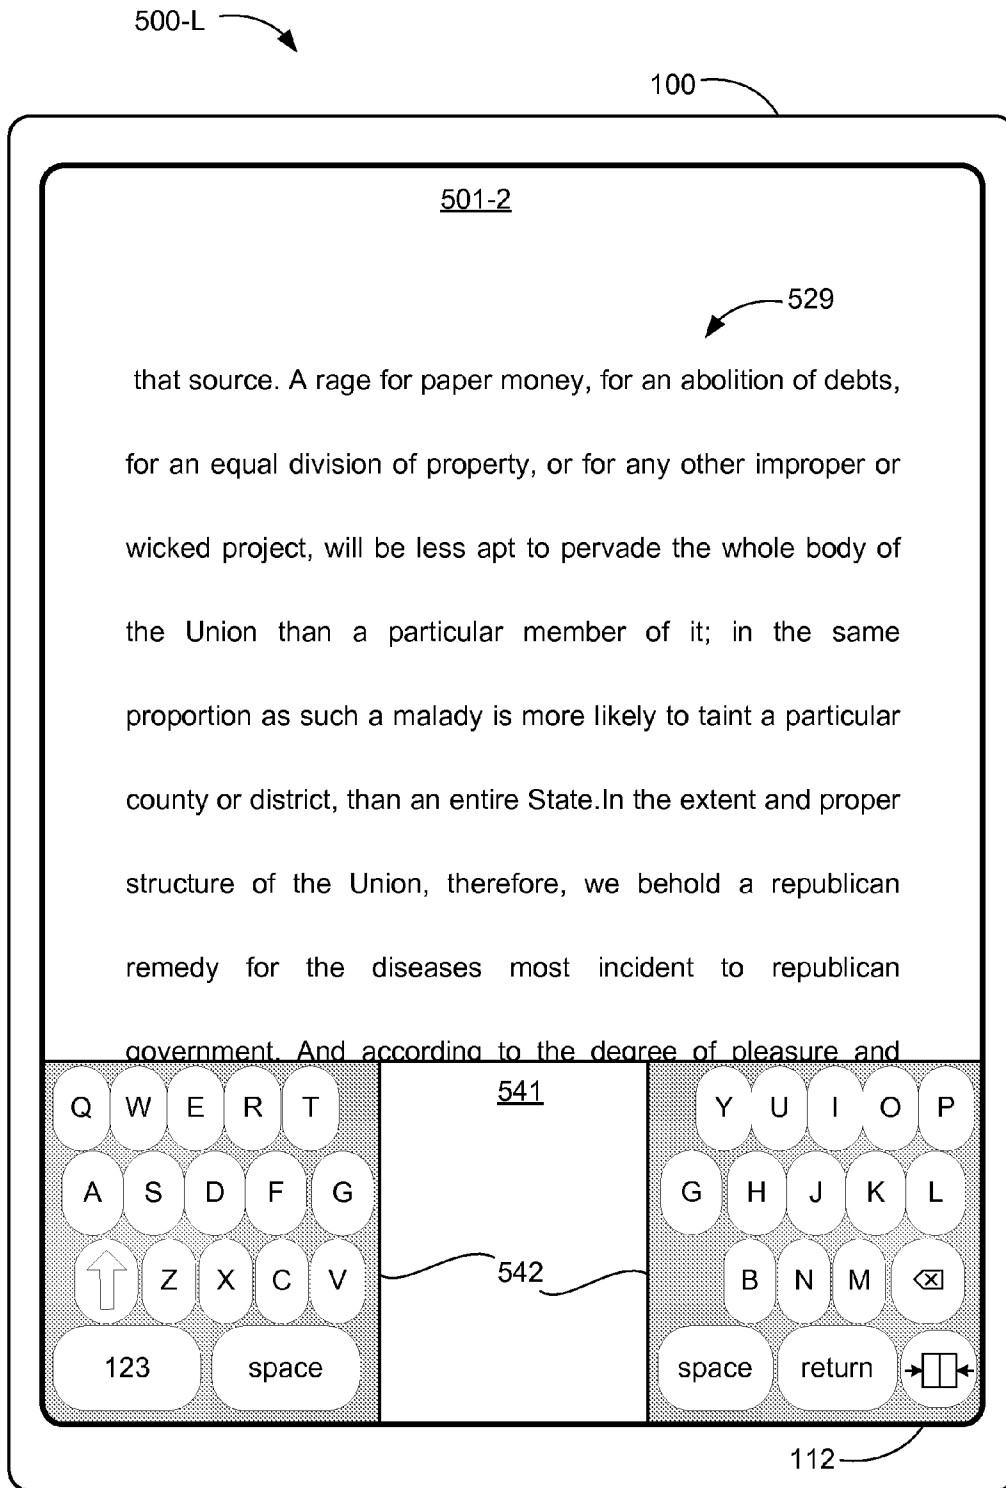 500-L
100
501-2
529
that source. A rage for paper money, for an abolition of debts,
for an equal division of property, or for any other improper or
wicked project, will be less apt to pervade the whole body of
the Union than a particular member of it; in the same
proportion as such a malady is more likely to taint a particular
county or district, than an entire State.In the extent and proper
structure of the Union, therefore, we behold a republican
remedy for the diseases most incident to republican
government. And according to the degree of pleasure and
541
Q W E R T Y U I O P
A S D F G G H J K L
Z X C V B N M
542
123 space space return
112